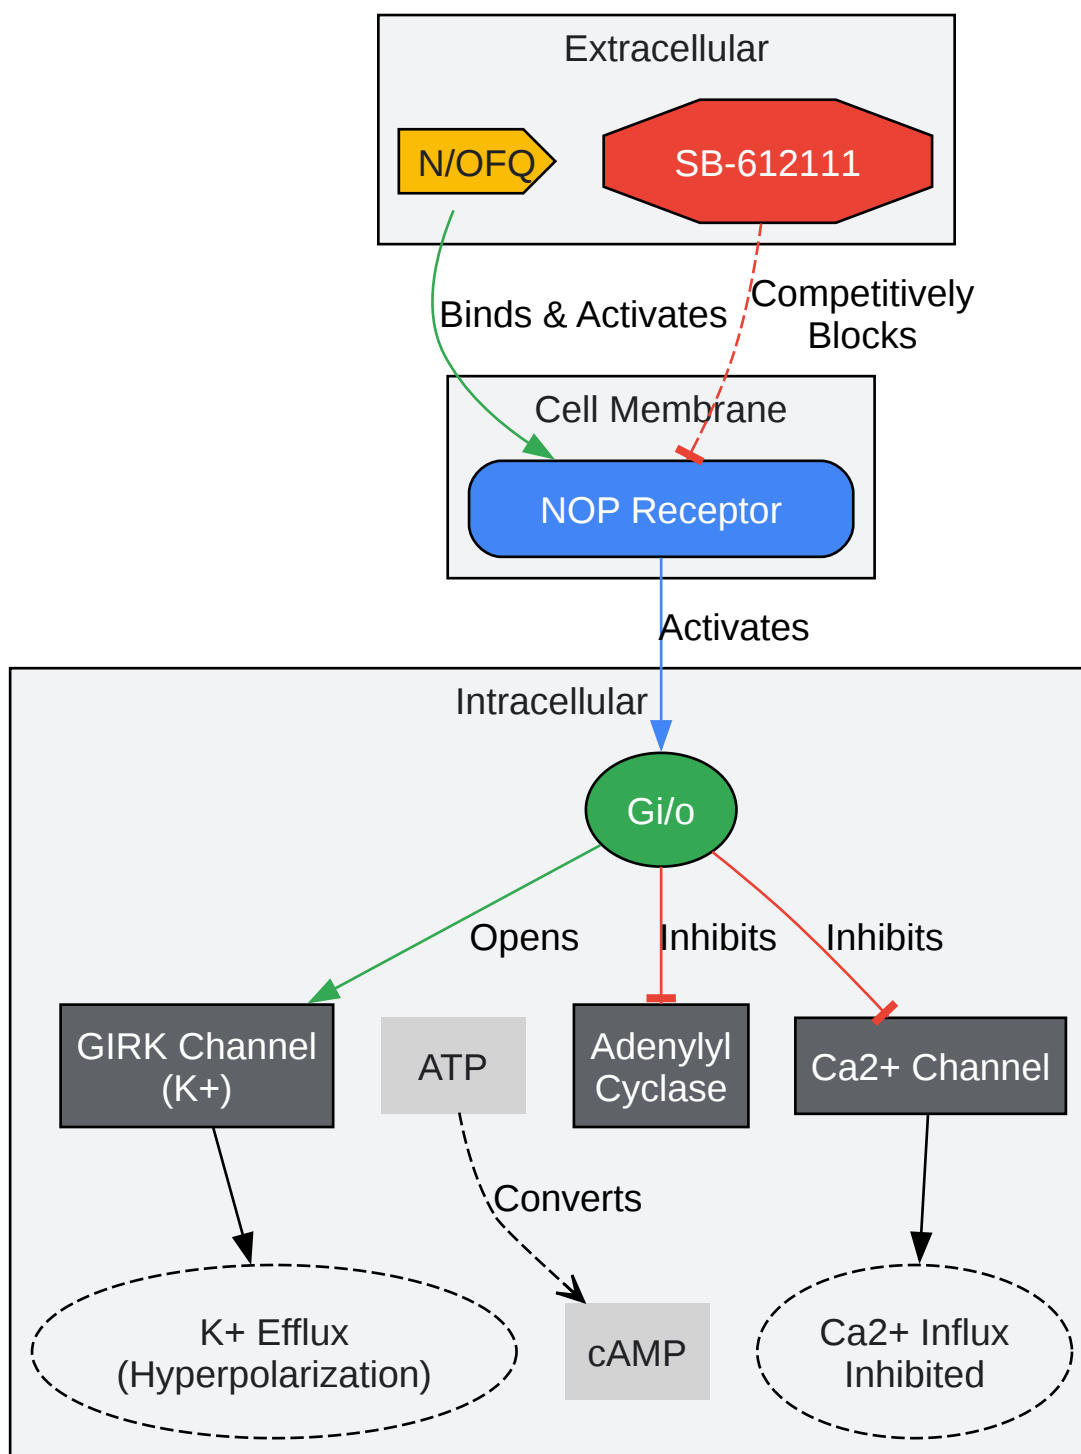 Extracellular
N/OFQ
SB-612111
Binds & Activates
Competitively
Blocks
Cell Membrane
NOP Receptor
Activates
Intracellular
Gi/o
Opens
Inhibits
Inhibits
GIRK Channel
(K+)
ATP
Adenylyl
Cyclase
Ca2+ Channel
Converts
K+ Efflux
(Hyperpolarization)
cAMP
Ca2+ Influx
Inhibited